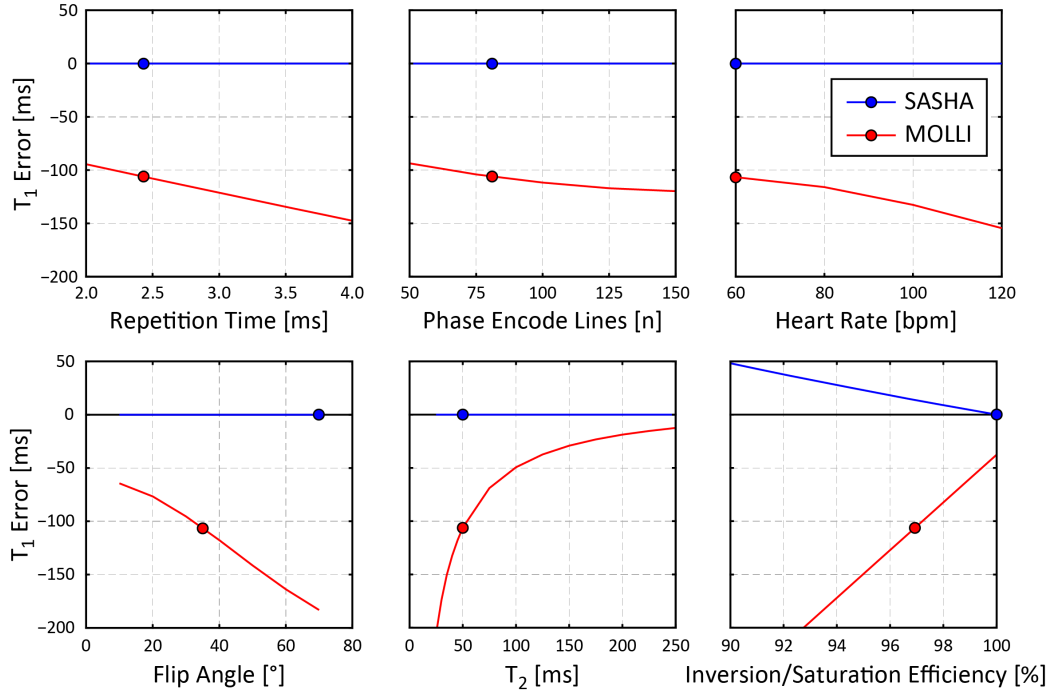 50
0
−50
−100
−150
−200
T1 Error [ms]
2.0 2.5 3.0 3.5 4.0
Repetition Time [ms]
50 75 100 125 150
Phase Encode Lines [n]
SASHA
MOLLI
60 80 100 120
Heart Rate [bpm]
50
0
−50
−100
−150
−200
T1 Error [ms]
0 20 40 60 80
Flip Angle [°]
0 50 100 150 200 250
T2 [ms]
90 92 94 96 98 100
Inversion/Saturation Efficiency [%]